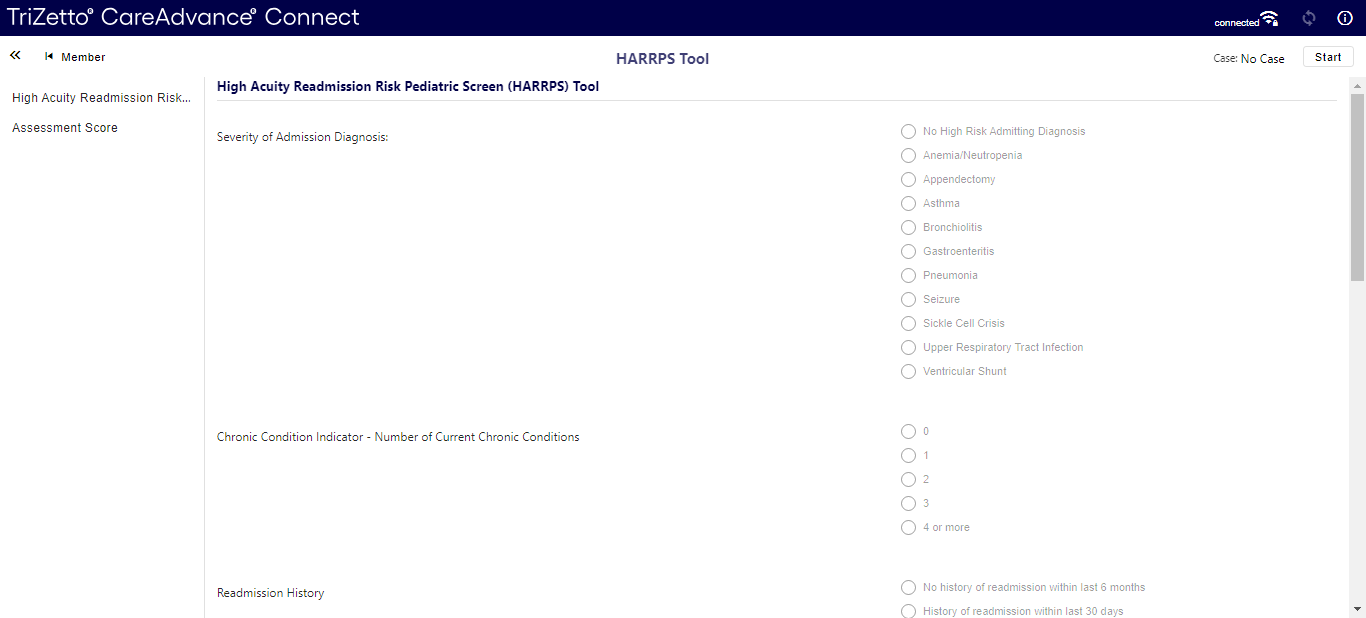 TriZetto® CareAdvance® Connect
connected
Member
HARRPS Tool
Case: No Case
Start
High Acuity Readmission Risk...
Assessment Score
High Acuity Readmission Risk Pediatric Screen (HARRPS) Tool
Severity of Admission Diagnosis:
No High Risk Admitting Diagnosis
Anemia/Neutropenia
Appendectomy
Asthma
Bronchiolitis
Gastroenteritis
Pneumonia
Seizure
Sickle Cell Crisis
Upper Respiratory Tract Infection
Ventricular Shunt
Chronic Condition Indicator - Number of Current Chronic Conditions
0
1
2
3
4 or more
Readmission History
No history of readmission within last 6 months
History of readmission within last 30 days